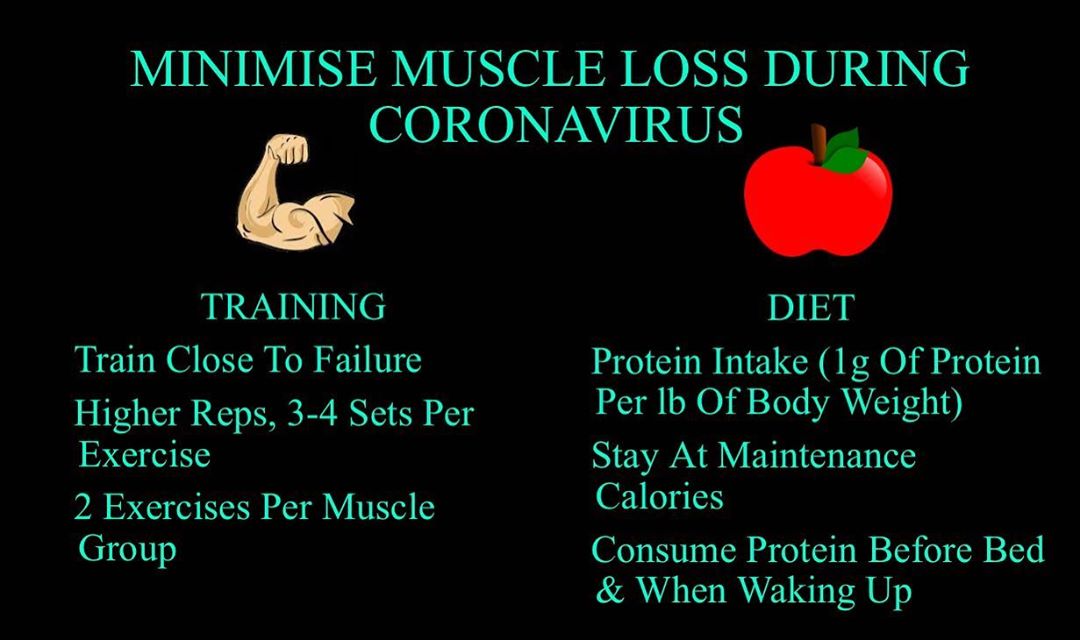 MINIMISE MUSCLE LOSS DURING
CORONAVIRUS
TRAINING
Train Close To Failure
Higher Reps, 3-4 Sets Per
Exercise
2 Exercises Per Muscle
Group
DIET
Protein Intake (1g Of Protein
Per lb Of Body Weight)
Stay At Maintenance
Calories
Consume Protein Before Bed
& When Waking Up